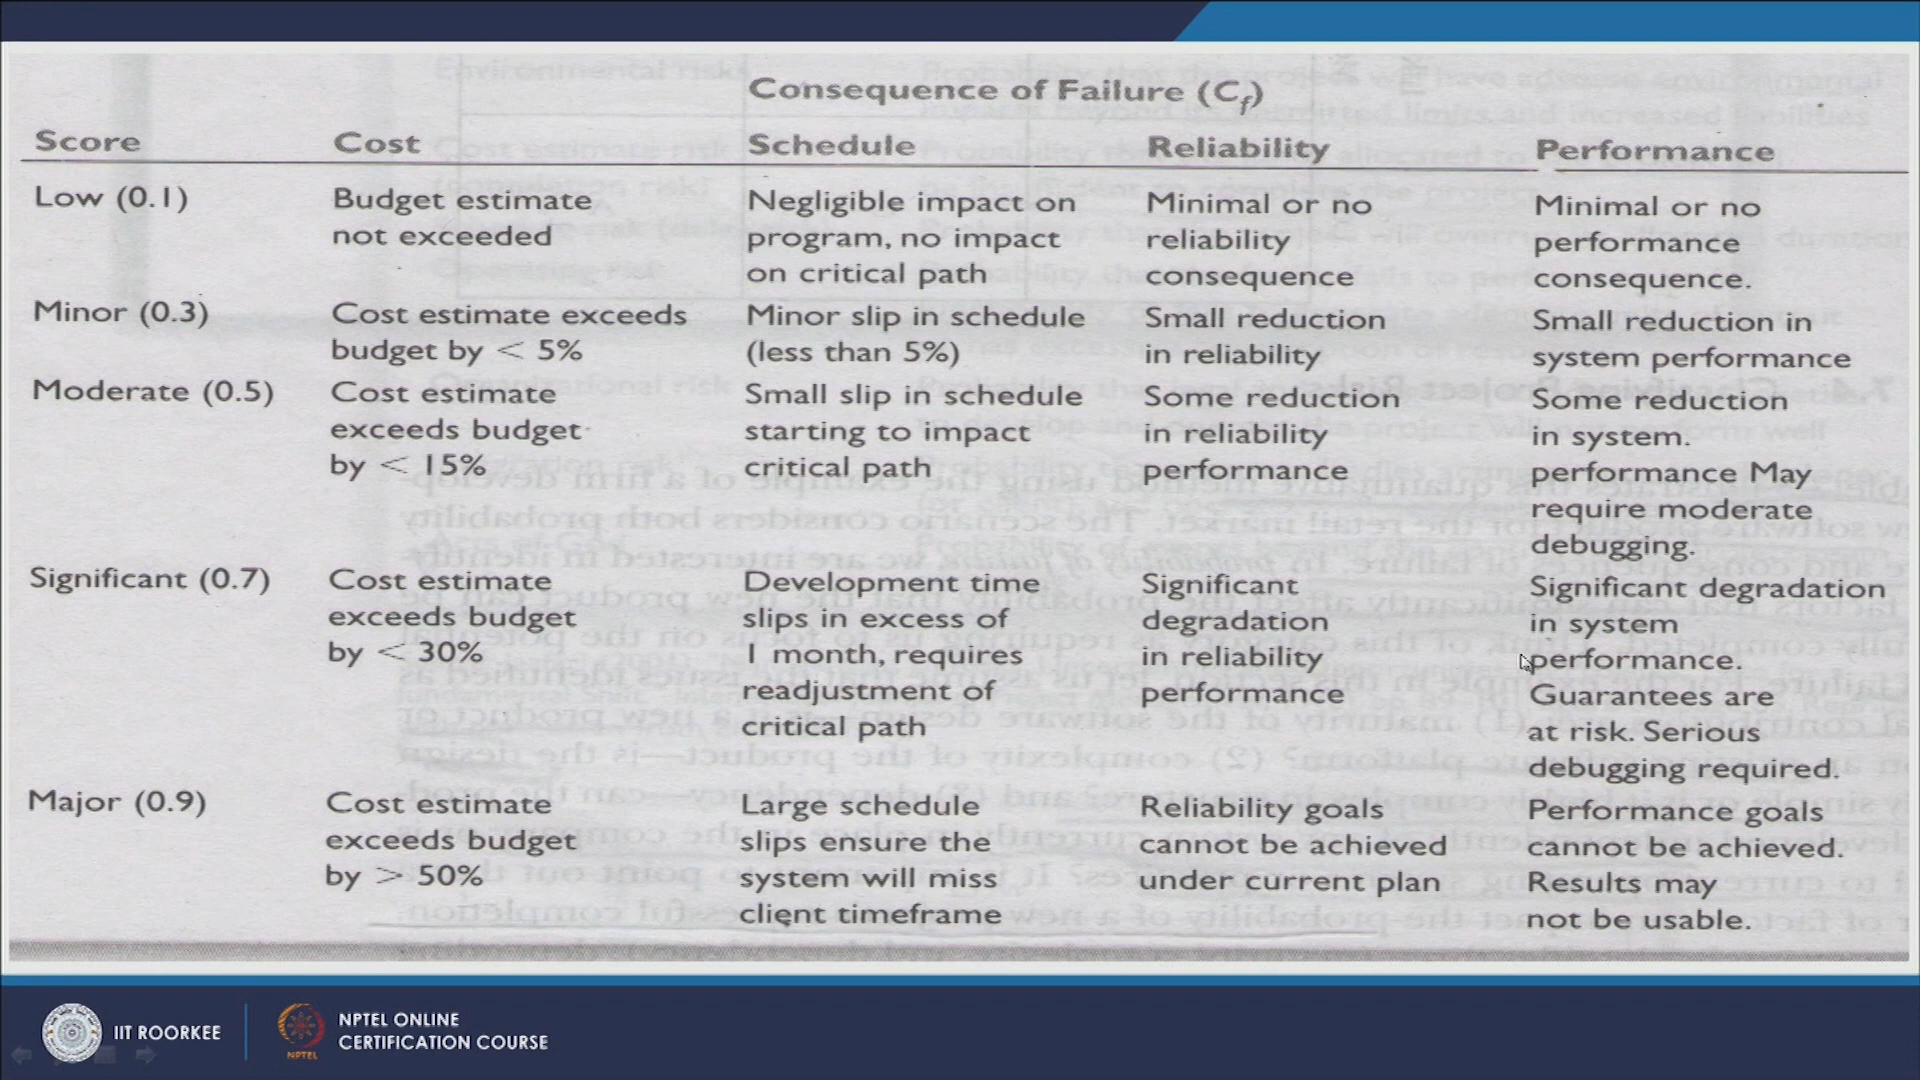 Consequence of Failure (Cf)
Score Cost Schedule Reliability Performance
Low (0.1)
Budget estimate
not exceeded
Negligible impact on
program, no impact
on critical path
Minimal or no
reliability
consequence
Minimal or no
performance
consequence.
Minor (0.3)
Cost estimate exceeds
budget by < 5%
Minor slip in schedule
(less than 5%)
Small reduction
in reliability
Small reduction in
system performance
Moderate (0.5)
Cost estimate
exceeds budget
by < 15%
Small slip in schedule
starting to impact
critical path
Some reduction
in reliability
performance
Some reduction
in system.
performance May
require moderate
debugging.
Significant (0.7)
Cost estimate
exceeds budget
by < 30%
Development time
slips in excess of
1 month, requires
readjustment of
critical path
Significant
degradation
in reliability
performance
Significant degradation
in system
performance.
Guarantees are
at risk. Serious
debugging required.
Major (0.9)
Cost estimate
exceeds budget
by > 50%
Large schedule
slips ensure the
system will miss
client timeframe
Reliability goals
cannot be achieved
under current plan
Performance goals
cannot be achieved.
Results may
not be usable.
IIT ROORKEE
NPTEL
NPTEL ONLINE
CERTIFICATION COURSE